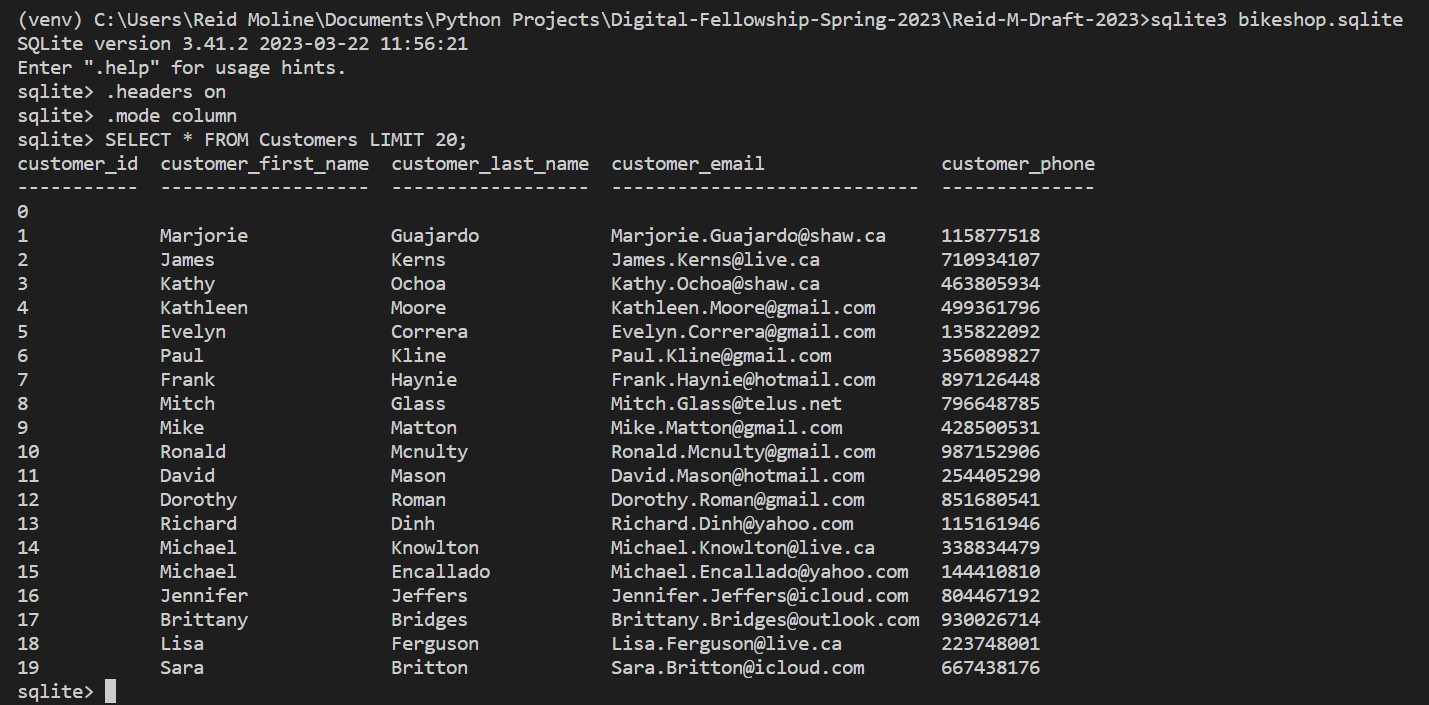 (venv) C:\Users\Reid Moline\Documents\Python Projects\Digital-Fellowship-Spring-2023\Reid-M-Draft-2023>sqlite3 bikeshop.sqlite
SQLite version 3.41.2 2023-03-22 11:56:21
Enter ".help" for usage hints.
sqlite> .headers on
sqlite> .mode column
sqlite> SELECT * FROM Customers LIMIT 20;
customer_id  customer_first_name  customer_last_name  customer_email                customer_phone
-----------  -------------------  ------------------  ----------------------------  --------------
0
1            Marjorie             Guajardo            Marjorie.Guajardo@shaw.ca     115877518
2            James                Kerns               James.Kerns@live.ca           710934107
3            Kathy                Ochoa               Kathy.Ochoa@shaw.ca           463805934
4            Kathleen             Moore               Kathleen.Moore@gmail.com      499361796
5            Evelyn               Correra             Evelyn.Correra@gmail.com      135822092
6            Paul                 Kline               Paul.Kline@gmail.com          356089827
7            Frank                Haynie              Frank.Haynie@hotmail.com      897126448
8            Mitch                Glass               Mitch.Glass@telus.net         796648785
9            Mike                 Matton              Mike.Matton@gmail.com         428500531
10           Ronald               Mcnulty             Ronald.Mcnulty@gmail.com      987152906
11           David                Mason               David.Mason@hotmail.com       254405290
12           Dorothy              Roman               Dorothy.Roman@gmail.com       851680541
13           Richard              Dinh                Richard.Dinh@yahoo.com        115161946
14           Michael              Knowlton            Michael.Knowlton@live.ca      338834479
15           Michael              Encallado           Michael.Encallado@yahoo.com   144410810
16           Jennifer             Jeffers             Jennifer.Jeffers@icloud.com   804467192
17           Brittany             Bridges             Brittany.Bridges@outlook.com  930026714
18           Lisa                 Ferguson            Lisa.Ferguson@live.ca         223748001
19           Sara                 Britton             Sara.Britton@icloud.com       667438176
sqlite>